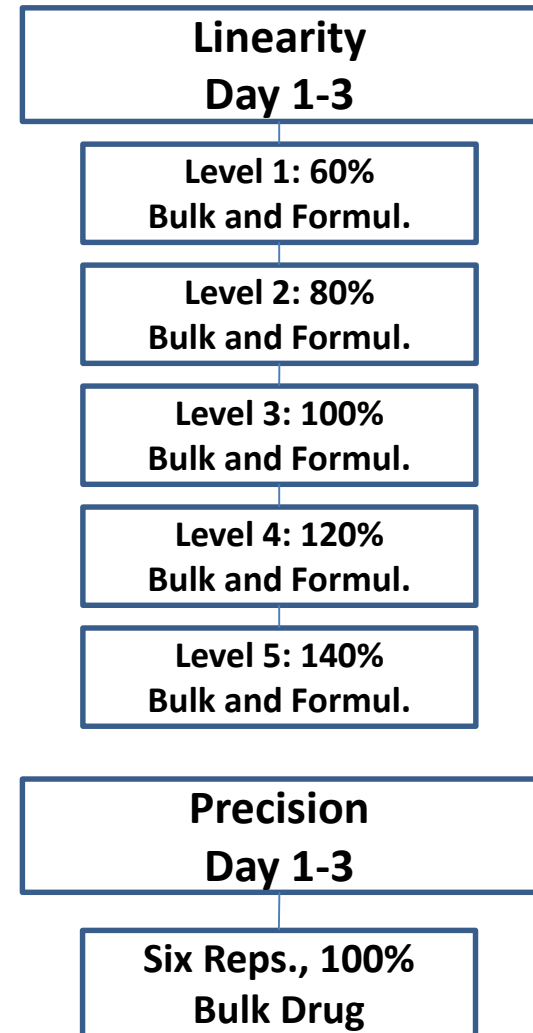 Linearity
Day 1-3
Level 1: 60%
Bulk and Formul.
Level 2: 80%
Bulk and Formul.
Level 3: 100%
Bulk and Formul.
Level 4: 120%
Bulk and Formul.
Level 5: 140%
Bulk and Formul.
Precision
Day 1-3
Six Reps., 100%
Bulk Drug